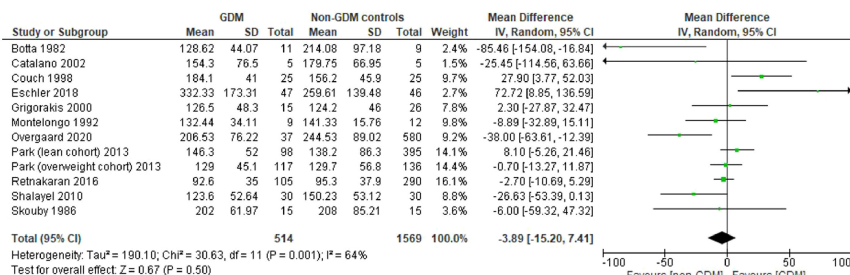 GDM Non-GDM controls Mean Difference Mean Difference
Study or Subgroup Mean SD Total Mean SD Total Weight IV, Random, 95% CI IV, Random, 95% CI
Botta 1982 128.62 44.07 11 214.08 97.18 9 2.4% -85.46 [-154.08, -16.84]
Catalano 2002 154.3 76.5 5 179.75 66.95 5 1.5% -25.45 [-114.56, 63.66]
Couch 1998 184.1 41 25 156.2 45.9 25 9.5% 27.90 [3.77, 52.03]
Eschler 2018 332.33 173.31 47 259.61 139.48 46 2.7% 72.72 [8.85, 136.59]
Grigorakis 2000 126.5 48.3 15 124.2 46 26 7.6% 2.30 [-27.87, 32.47]
Montelongo 1992 132.44 34.11 9 141.33 15.76 12 9.6% -8.89 [-32.89, 15.11]
Overgaard 2020 206.53 76.22 37 244.53 89.02 580 9.1% -38.00 [-63.61, -12.39]
Park (lean cohort) 2013 146.3 52 98 138.2 86.3 395 14.1% 8.10 [-5.26, 21.46]
Park (overweight cohort) 2013 129 45.1 117 129.7 56.8 136 14.5% -0.70 [-13.27, 11.87]
Retnakaran 2016 92.6 35 105 95.3 37.9 290 16.7% -2.70 [-10.69, 5.29]
Shalayel 2010 123.6 52.64 30 150.23 53.12 30 8.8% -26.63 [-53.39, 0.13]
Skouby 1986 202 61.97 15 208 85.21 15 3.5% -6.00 [-59.32, 47.32]
Total (95% CI) 514 1569 100.0% -3.89 [-15.20, 7.41]
Heterogeneity: Tau² = 190.10; Chi² = 30.63, df = 11 (P = 0.001); I² = 64%
-100 -50 0 50 100
Test for overall effect: Z = 0.67 (P = 0.50)
Favours [non-GDM] Favours [GDM]